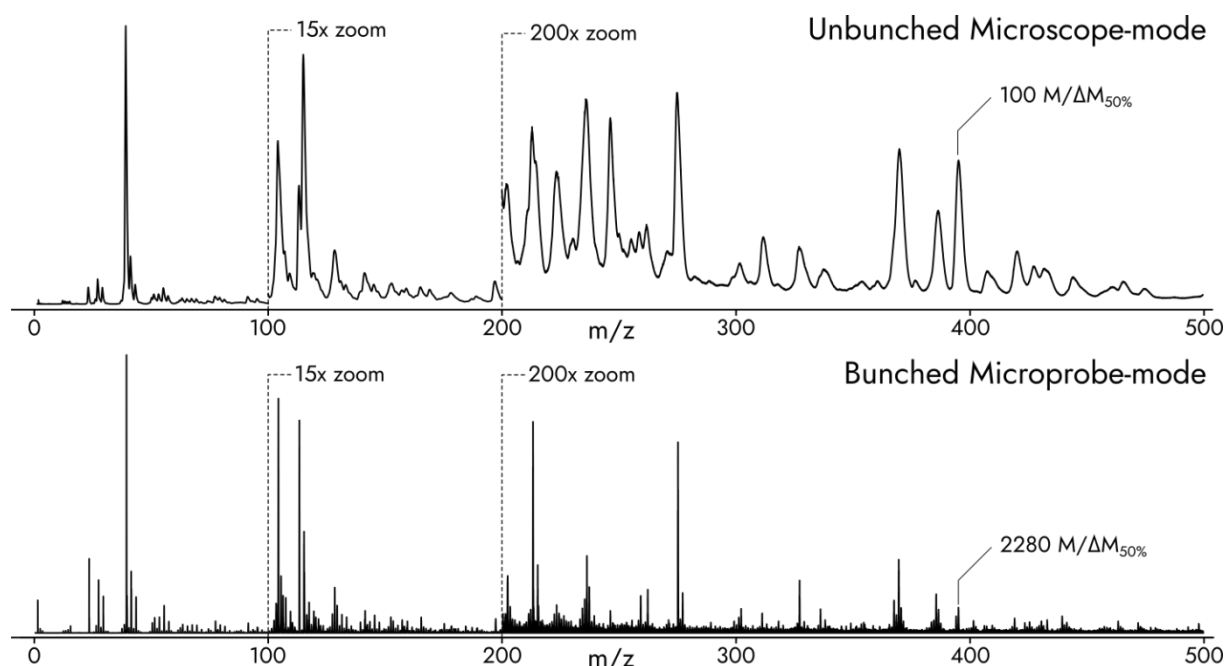 15x zoom
200x zoom
Unbunched Microscope-mode
100 M/ΔM50%
0 100 200 m/z 300 400 500
15x zoom
200x zoom
Bunched Microprobe-mode
2280 M/ΔM50%
0 100 200 m/z 300 400 500